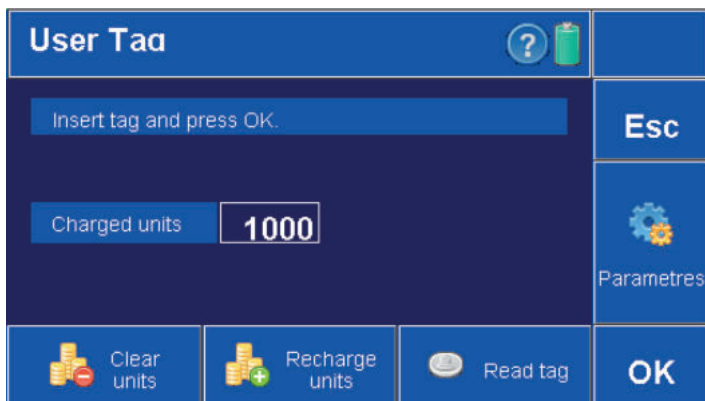 User Tag
?
Insert tag and press OK.
Esc
Charged units
1000
Parametres
Clear
units
Recharge
units
Read tag
OK